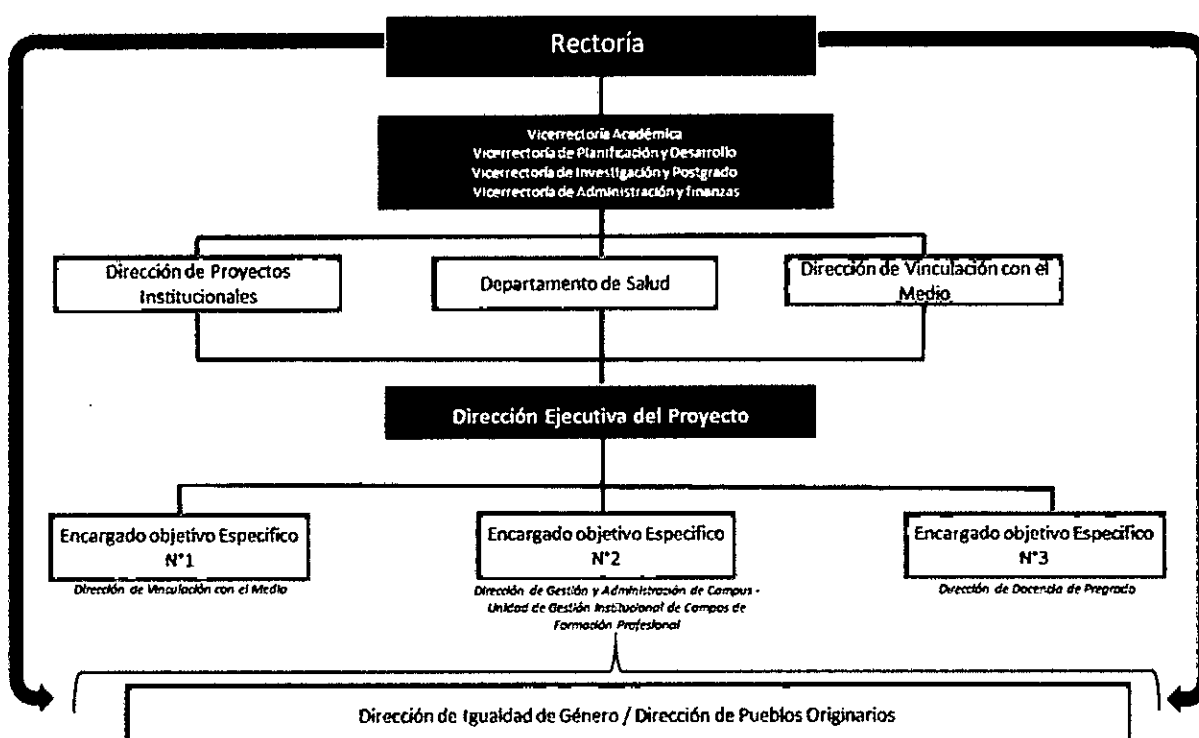 Rectoría
Vicerrectoría Académica
Vicerrectoría de Planificación y Desarrollo
Vicerrectoría de Investigación y Postgrado
Vicerrectoría de Administración y finanzas
Dirección de Proyectos
Institucionales
Departamento de Salud
Dirección de Vinculación con el
Medio
Dirección Ejecutiva del Proyecto
Encargado objetivo Específico
N°1
Dirección de Vinculación con el Medio
Encargado objetivo Específico
N°2
Dirección de Gestión y Administración de Campus -
Unidad de Gestión Institucional de Campos de
Formación Profesional
Encargado objetivo Específico
N°3
Dirección de Docencia de Pregrado
Dirección de Igualdad de Género / Dirección de Pueblos Originarios